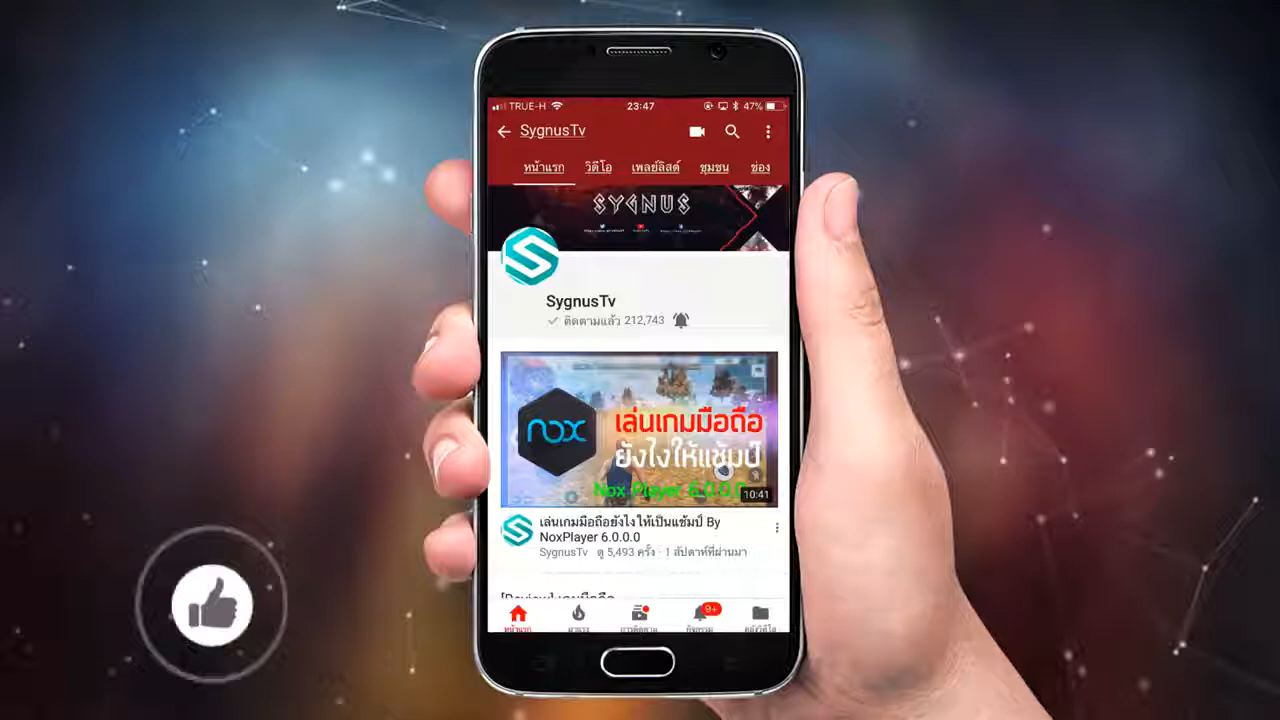 TRUE-H
23:47
47%
SygnusTv
หน้าแรก วิดีโอ เพลย์ลิสต์ ชุมชน ช่อง
SYGNUS
SygnusTv
ติดตามแล้ว 212,743
nox
เล่นเกมมือถือ
ยังไงให้แช้มป์
Nox Player 6.0.0.0
10:41
เล่นเกมมือถือยังไงให้เป็นแช้มป์ By
NoxPlayer 6.0.0.0
SygnusTv ดู 5,493 ครั้ง · 1 สัปดาห์ที่ผ่านมา
9+
หน้าแรก